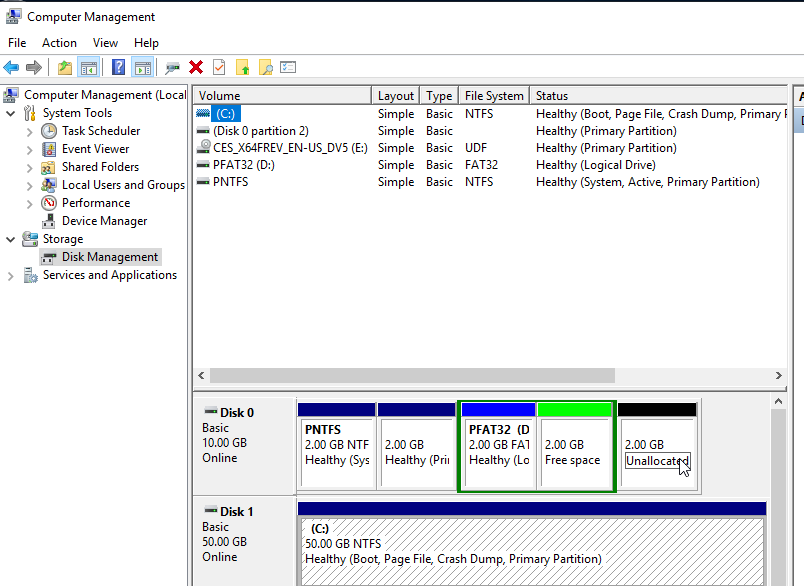 Computer Management
File Action View Help
Computer Management (Local
System Tools
Task Scheduler
Event Viewer
Shared Folders
Local Users and Groups
Performance
Device Manager
Storage
Disk Management
Services and Applications
Volume Layout Type File System Status
(C:) Simple Basic NTFS Healthy (Boot, Page File, Crash Dump, Primary P
(Disk 0 partition 2) Simple Basic Healthy (Primary Partition)
CES_X64FREV_EN-US_DV5 (E:) Simple Basic UDF Healthy (Primary Partition)
PFAT32 (D:) Simple Basic FAT32 Healthy (Logical Drive)
PNTFS Simple Basic NTFS Healthy (System, Active, Primary Partition)
Disk 0
Basic
10.00 GB
Online
PNTFS
2.00 GB NTF
Healthy (Sys
2.00 GB
Healthy (Pri
PFAT32 (D
2.00 GB FAT
Healthy (Lo
2.00 GB
Free space
2.00 GB
Unallocated
Disk 1
Basic
50.00 GB
Online
(C:)
50.00 GB NTFS
Healthy (Boot, Page File, Crash Dump, Primary Partition)